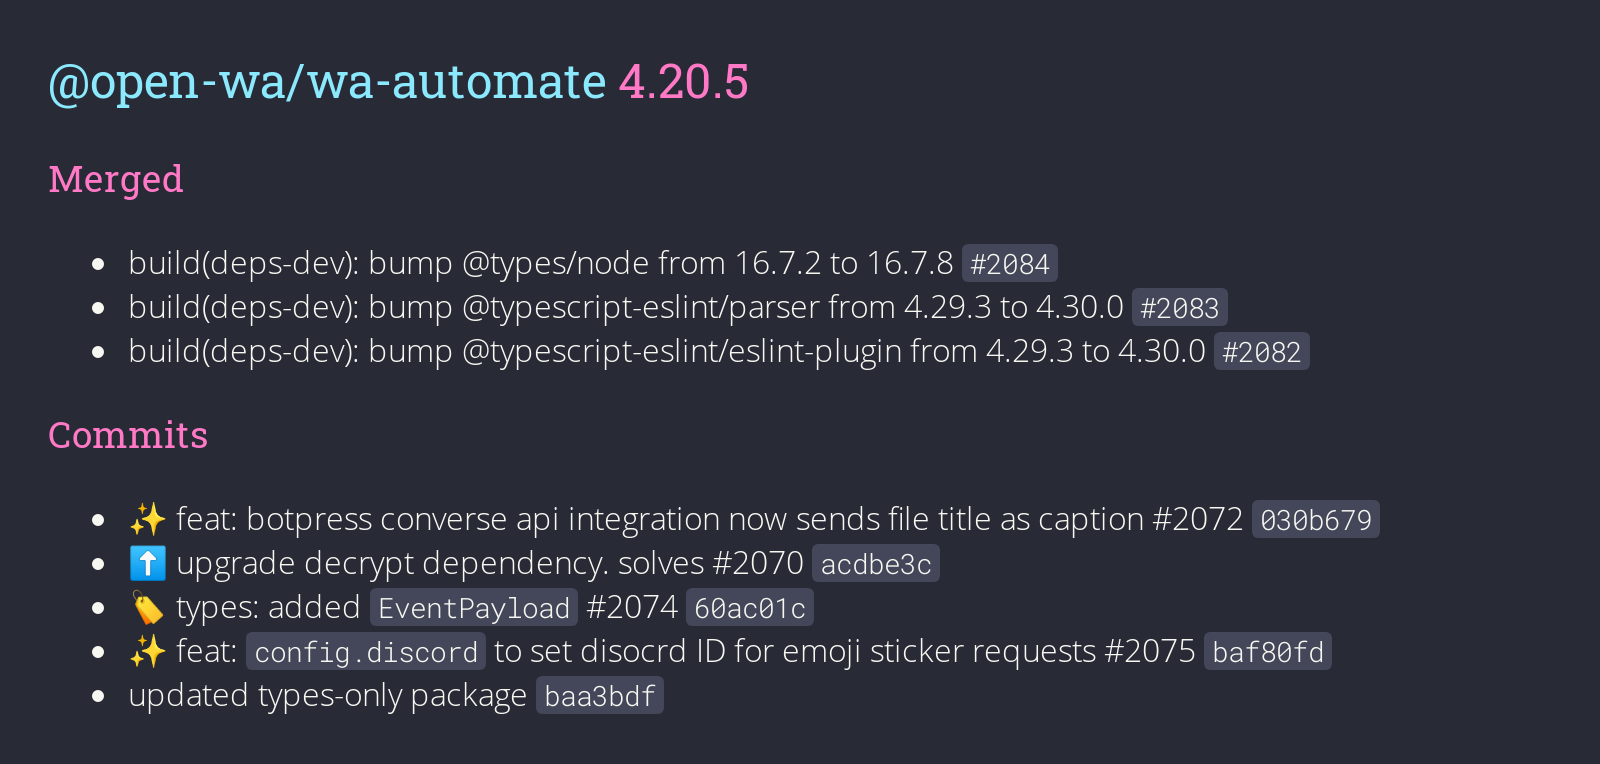 @open-wa/wa-automate 4.20.5
Merged
build(deps-dev): bump @types/node from 16.7.2 to 16.7.8 #2084
build(deps-dev): bump @typescript-eslint/parser from 4.29.3 to 4.30.0 #2083
build(deps-dev): bump @typescript-eslint/eslint-plugin from 4.29.3 to 4.30.0 #2082
Commits
✨ feat: botpress converse api integration now sends file title as caption #2072 030b679
⬆️ upgrade decrypt dependency. solves #2070 acdbe3c
🏷️ types: added EventPayload #2074 60ac01c
✨ feat: config.discord to set disocrd ID for emoji sticker requests #2075 baf80fd
updated types-only package baa3bdf